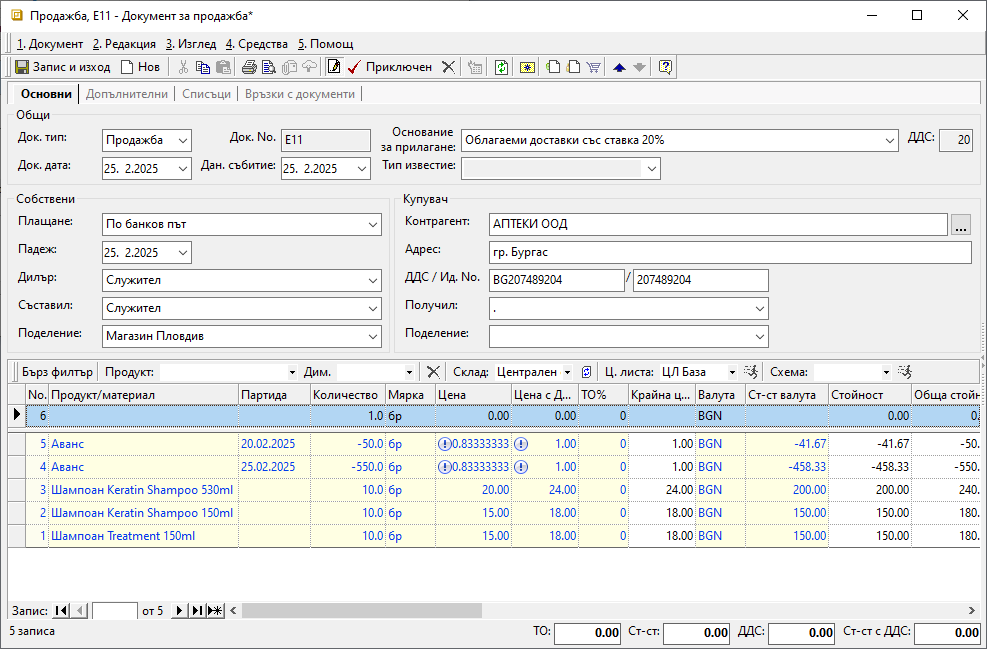 Продажба, E11 - Документ за продажба*
1. Документ 2. Редакция 3. Изглед 4. Средства 5. Помощ
Запис и изход Нов Приключен
Основни Допълнителни Списъци Връзки с документи
Общи
Док. тип: Продажба Док. No. E11 Основание за прилагане: Облагаеми доставки със ставка 20% ДДС: 20
Док. дата: 25. 2.2025 Дан. събитие: 25. 2.2025 Тип известие:
Собствени
Плащане: По банков път
Падеж: 25. 2.2025
Дилър: Служител
Съставил: Служител
Поделение: Магазин Пловдив
Купувач
Контрагент: АПТЕКИ ООД ...
Адрес: гр. Бургас
ДДС / Ид. No. BG207489204 / 207489204
Получил: .
Поделение:
Бърз филтър Продукт: Дим. Склад: Централен Ц. листа: ЦЛ База Схема:
No. Продукт/материал Партида Количество Мярка Цена Цена с Д... ТО% Крайна ц... Валута Ст-ст валута Стойност Обща стойн
6 1.0 бр 0.00 0.00 0 0.00 BGN 0.00 0.
5 Аванс 20.02.2025 -50.0 бр 0.83333333 1.00 0 1.00 BGN -41.67 -41.67 -50.
4 Аванс 25.02.2025 -550.0 бр 0.83333333 1.00 0 1.00 BGN -458.33 -458.33 -550.
3 Шампоан Keratin Shampoo 530ml 10.0 бр 20.00 24.00 0 24.00 BGN 200.00 200.00 240.
2 Шампоан Keratin Shampoo 150ml 10.0 бр 15.00 18.00 0 18.00 BGN 150.00 150.00 180.
1 Шампоан Treatment 150ml 10.0 бр 15.00 18.00 0 18.00 BGN 150.00 150.00 180.
Запис: от 5
5 записа ТО: 0.00 Ст-ст: 0.00 ДДС: 0.00 Ст-ст с ДДС: 0.00